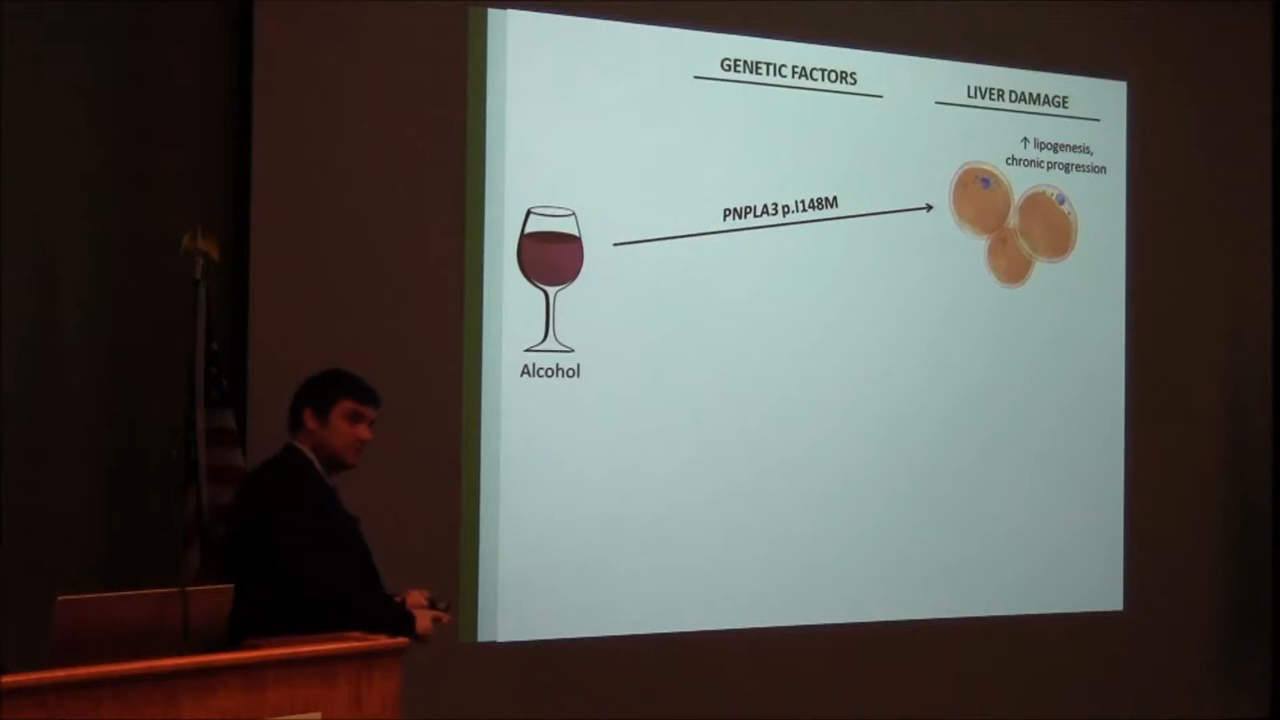 GENETIC FACTORS
LIVER DAMAGE
↑ lipogenesis,
chronic progression
PNPLA3 p.I148M
Alcohol